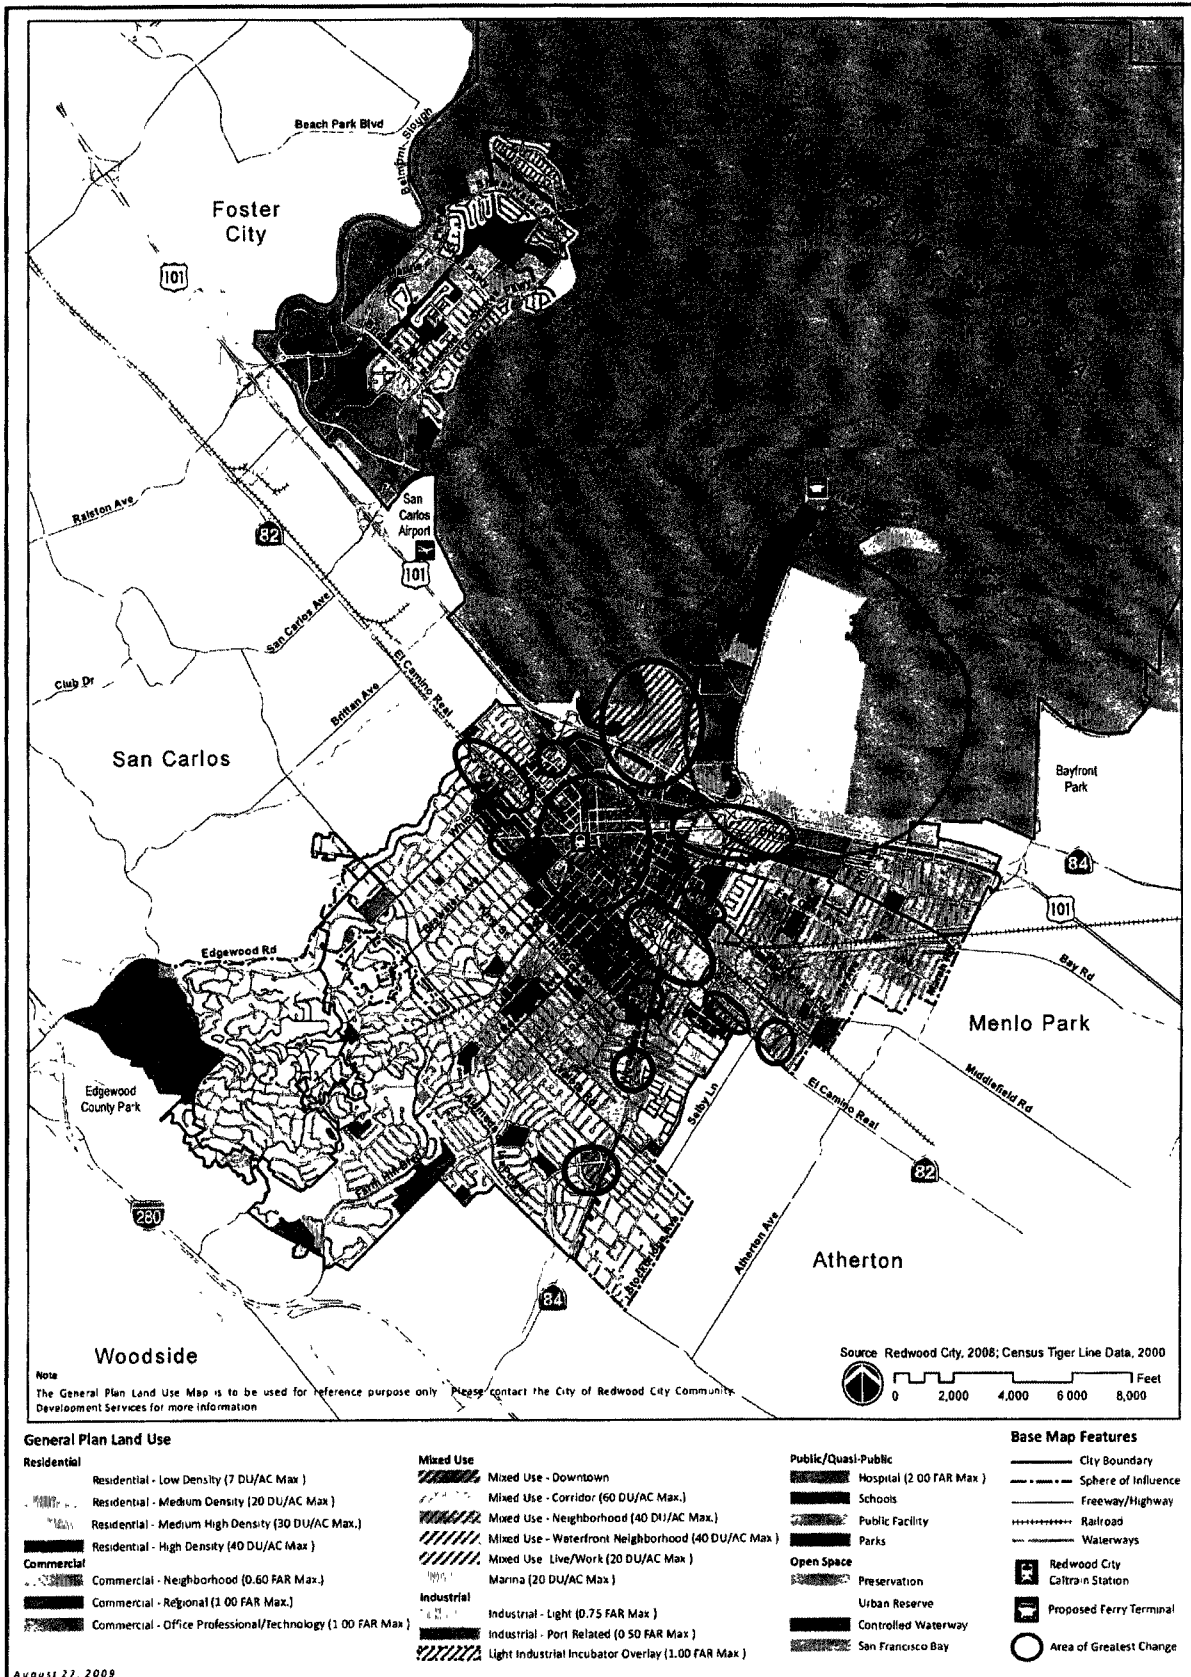 Beach Park Blvd
Belmont Slough
Foster
City
101
San
Carlos
Airport
101
Ralston Ave
82
San Carlos Ave
El Camino Real
Club Dr
Brittan Ave
San Carlos
Bayfront
Park
84
101
Edgewood Rd
Bay Rd
Menlo Park
Middlefield Rd
Edgewood
County Park
Selby Ln
El Camino Real
82
Farm Hill Blvd
280
Atherton Ave
Stockbridge Ave
Atherton
84
Woodside
Source Redwood City, 2008; Census Tiger Line Data, 2000
Feet
0 2,000 4,000 6 000 8,000
Note
The General Plan Land Use Map is to be used for reference purpose only Please contact the City of Redwood City Community
Development Services for more information
General Plan Land Use
Residential
Residential - Low Density (7 DU/AC Max )
Residential - Medium Density (20 DU/AC Max )
Residential - Medium High Density (30 DU/AC Max.)
Residential - High Density (40 DU/AC Max )
Commercial
Commercial - Neighborhood (0.60 FAR Max.)
Commercial - Regional (1 00 FAR Max.)
Commercial - Office Professional/Technology (1 00 FAR Max )
Mixed Use
Mixed Use - Downtown
Mixed Use - Corridor (60 DU/AC Max.)
Mixed Use - Neighborhood (40 DU/AC Max.)
Mixed Use - Waterfront Neighborhood (40 DU/AC Max )
Mixed Use Live/Work (20 DU/AC Max )
Marina (20 DU/AC Max )
Industrial
Industrial - Light (0.75 FAR Max )
Industrial - Port Related (0 50 FAR Max )
Light Industrial Incubator Overlay (1.00 FAR Max )
Public/Quasi-Public
Hospital (2 00 FAR Max )
Schools
Public Facility
Parks
Open Space
Preservation
Urban Reserve
Controlled Waterway
San Francisco Bay
Base Map Features
City Boundary
Sphere of Influence
Freeway/Highway
Railroad
Waterways
Redwood City
Caltrain Station
Proposed Ferry Terminal
Area of Greatest Change
August 27, 2009